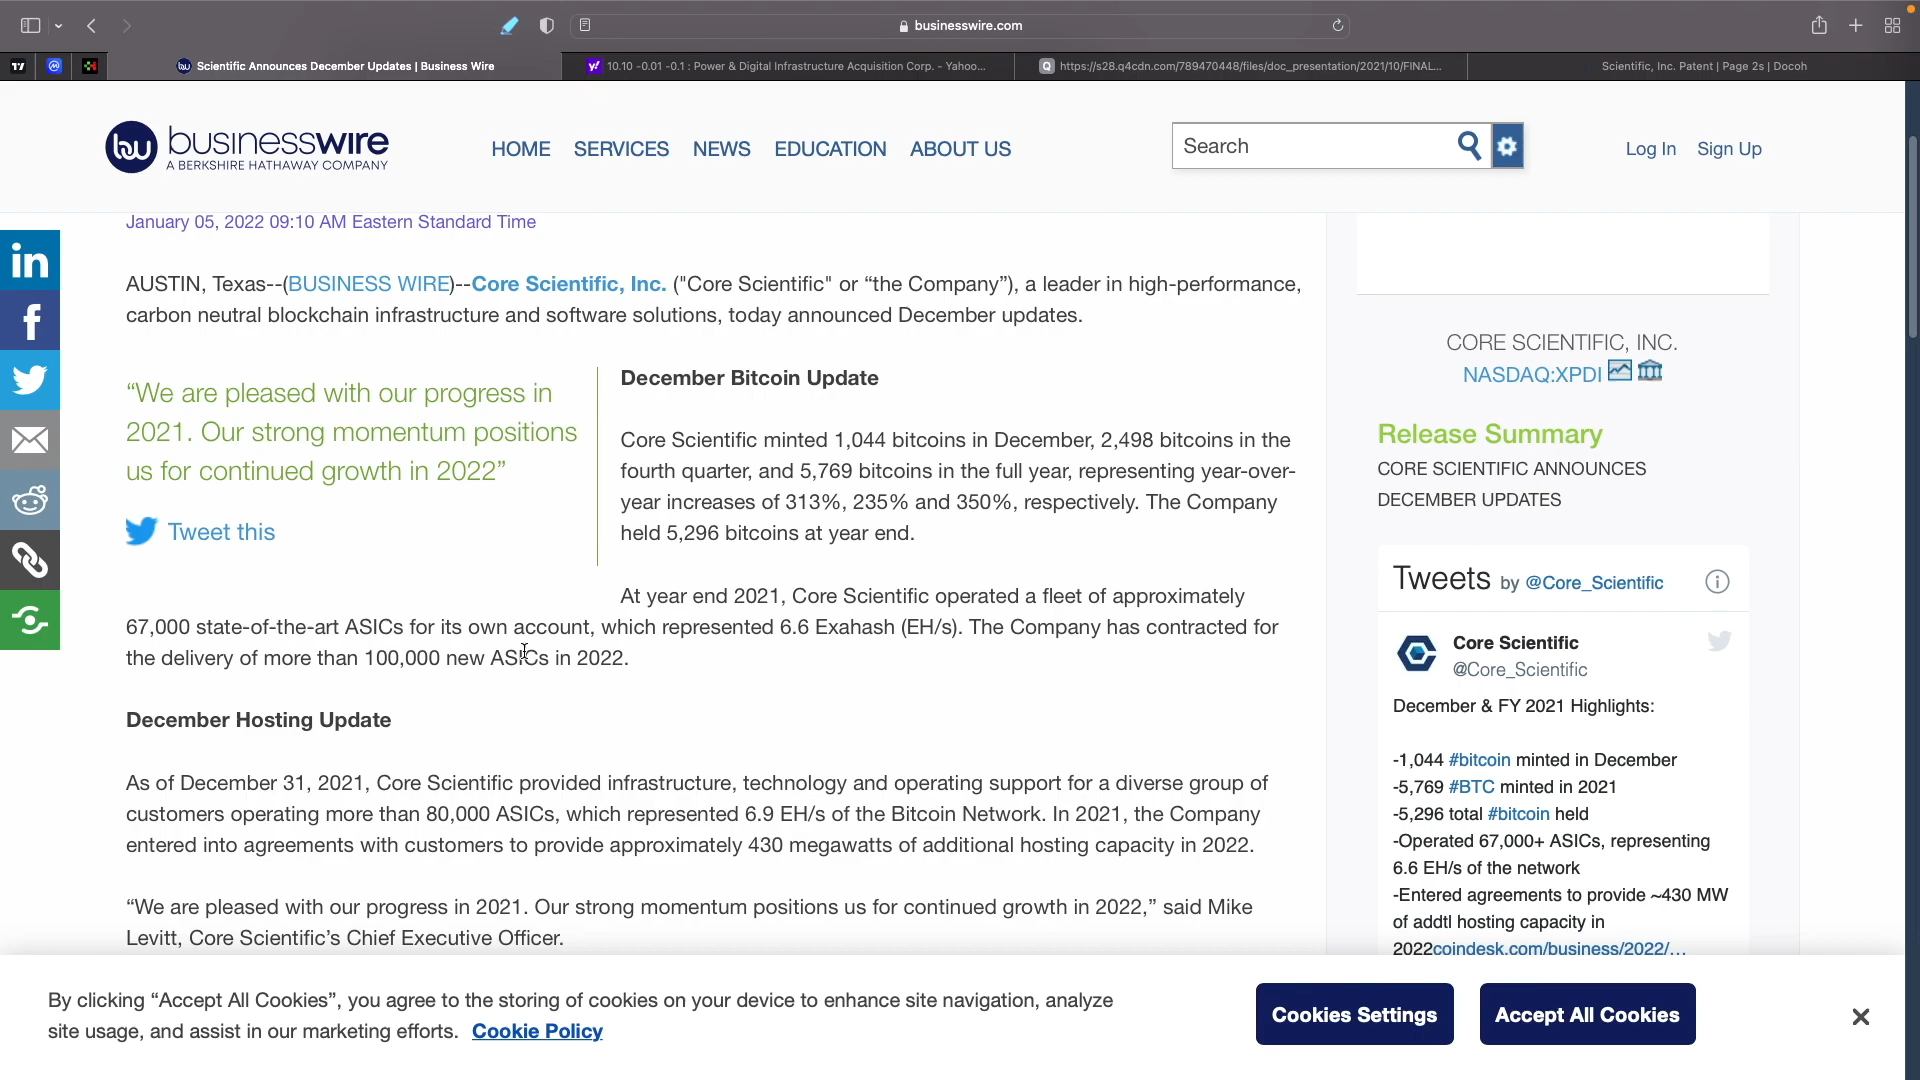 businesswire.com
Scientific Announces December Updates | Business Wire
10.10 -0.01 -0.1 : Power & Digital Infrastructure Acquisition Corp. - Yahoo...
https://s28.q4cdn.com/789470448/files/doc_presentation/2021/10/FINAL...
Scientific, Inc. Patent | Page 2s | Docoh
businesswire
A BERKSHIRE HATHAWAY COMPANY
HOME SERVICES NEWS EDUCATION ABOUT US
Search
Log In Sign Up
January 05, 2022 09:10 AM Eastern Standard Time
AUSTIN, Texas--(BUSINESS WIRE)--Core Scientific, Inc. ("Core Scientific" or “the Company”), a leader in high-performance,
carbon neutral blockchain infrastructure and software solutions, today announced December updates.
“We are pleased with our progress in
2021. Our strong momentum positions
us for continued growth in 2022”
Tweet this
December Bitcoin Update
Core Scientific minted 1,044 bitcoins in December, 2,498 bitcoins in the
fourth quarter, and 5,769 bitcoins in the full year, representing year-over-
year increases of 313%, 235% and 350%, respectively. The Company
held 5,296 bitcoins at year end.
At year end 2021, Core Scientific operated a fleet of approximately
67,000 state-of-the-art ASICs for its own account, which represented 6.6 Exahash (EH/s). The Company has contracted for
the delivery of more than 100,000 new ASICs in 2022.
December Hosting Update
As of December 31, 2021, Core Scientific provided infrastructure, technology and operating support for a diverse group of
customers operating more than 80,000 ASICs, which represented 6.9 EH/s of the Bitcoin Network. In 2021, the Company
entered into agreements with customers to provide approximately 430 megawatts of additional hosting capacity in 2022.
“We are pleased with our progress in 2021. Our strong momentum positions us for continued growth in 2022,” said Mike
Levitt, Core Scientific’s Chief Executive Officer.
CORE SCIENTIFIC, INC.
NASDAQ:XPDI
Release Summary
CORE SCIENTIFIC ANNOUNCES
DECEMBER UPDATES
Tweets by @Core_Scientific
Core Scientific
@Core_Scientific
December & FY 2021 Highlights:
-1,044 #bitcoin minted in December
-5,769 #BTC minted in 2021
-5,296 total #bitcoin held
-Operated 67,000+ ASICs, representing
6.6 EH/s of the network
-Entered agreements to provide ~430 MW
of addtl hosting capacity in
2022coindesk.com/business/2022/…
By clicking “Accept All Cookies”, you agree to the storing of cookies on your device to enhance site navigation, analyze
site usage, and assist in our marketing efforts. Cookie Policy
Cookies Settings
Accept All Cookies